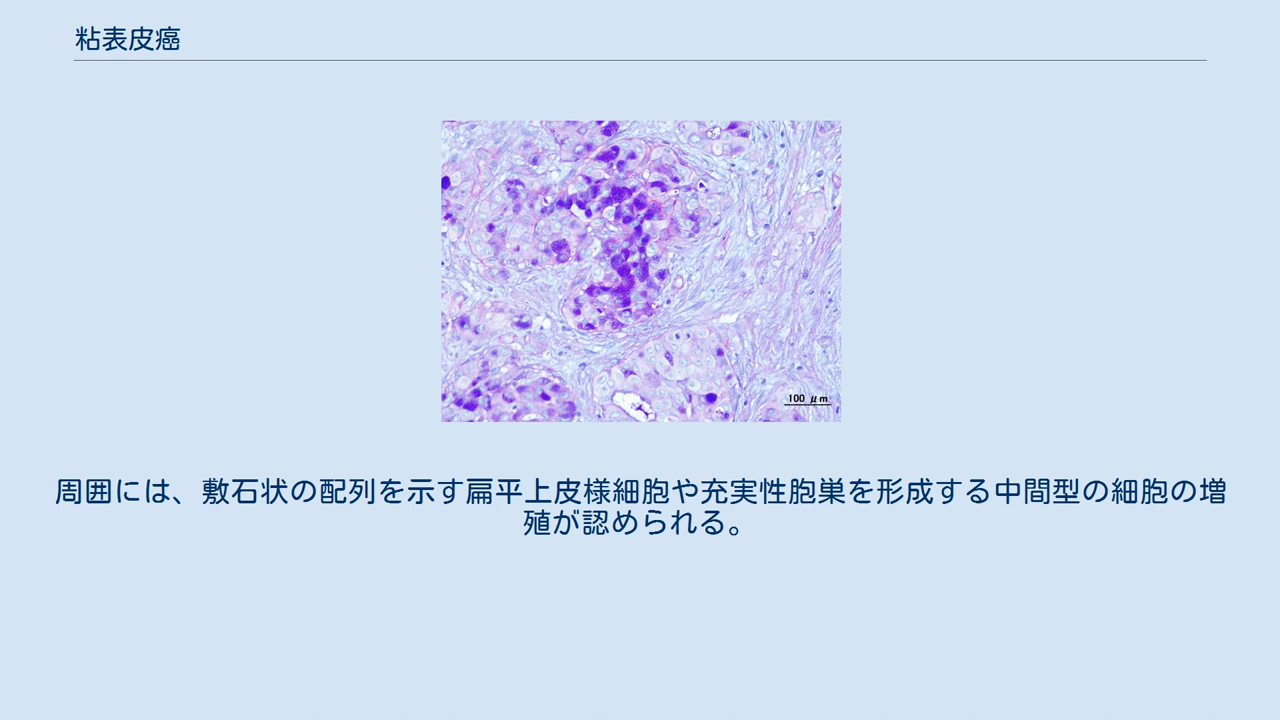 粘表皮癌
100 μm
周囲には、敷石状の配列を示す扁平上皮様細胞や充実性胞巣を形成する中間型の細胞の増
殖が認められる。